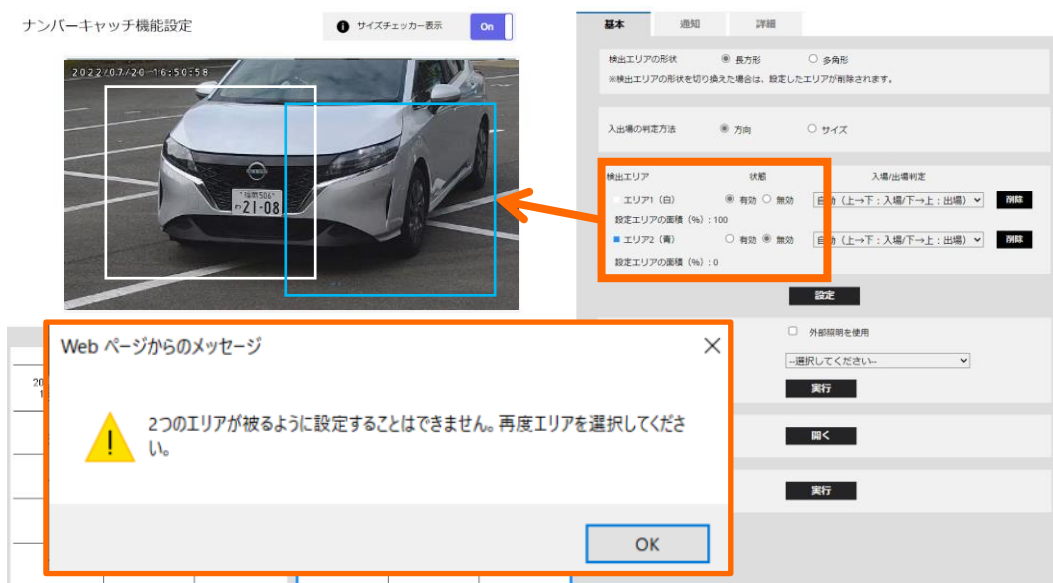 ナンバーキャッチ機能設定
サイズチェッカー表示 On
2022/07/20 16:50:58
福岡506
21-08
基本 通知 詳細
検出エリアの形状 長方形 多角形
※検出エリアの形状を切り換えた場合は、設定したエリアが削除されます。
入出場の判定方法 方向 サイズ
検出エリア 状態 入場/出場判定
エリア1（白） 有効 無効 自動（上→下：入場/下→上：出場） 削除
設定エリアの面積（%）: 100
エリア2（青） 有効 無効 自動（上→下：入場/下→上：出場） 削除
設定エリアの面積（%）: 0
設定
外部照明を使用
--選択してください--
実行
開く
実行
20
1
Web ページからのメッセージ
2つのエリアが被るように設定することはできません。再度エリアを選択してくださ
い。
OK